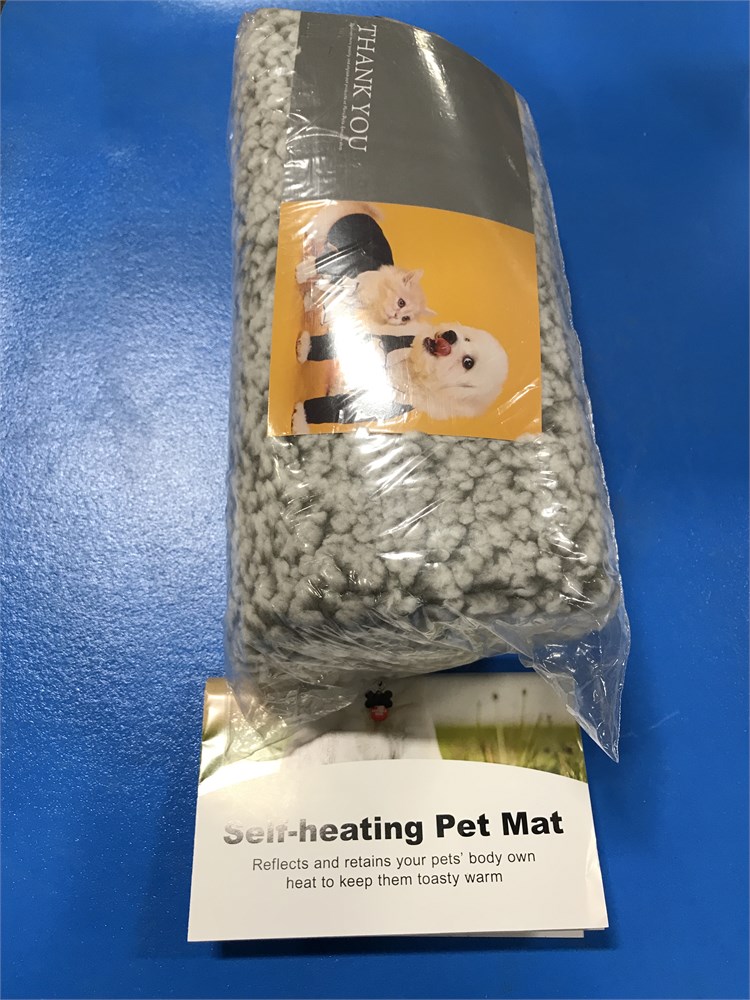 THANK YOU
Self-heating Pet Mat
Reflects and retains your pets' body own
heat to keep them toasty warm